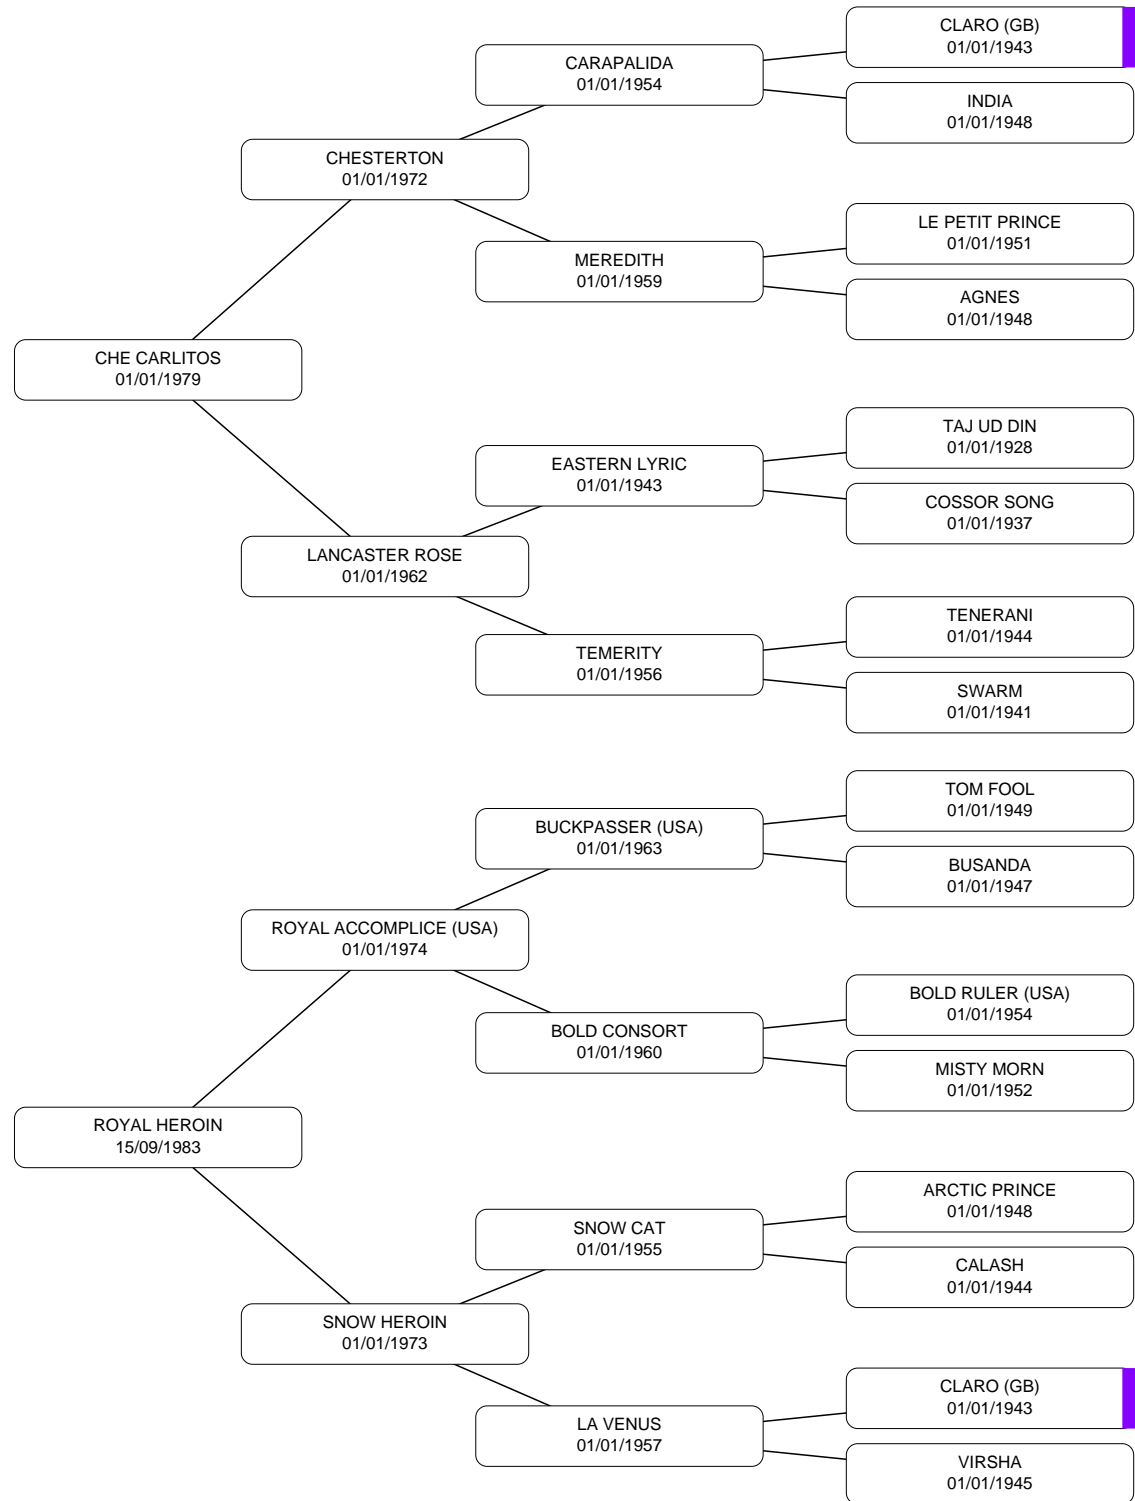 CLARO (GB)
01/01/1943
CARAPALIDA
01/01/1954
INDIA
01/01/1948
CHESTERTON
01/01/1972
LE PETIT PRINCE
01/01/1951
MEREDITH
01/01/1959
AGNES
01/01/1948
CHE CARLITOS
01/01/1979
TAJ UD DIN
01/01/1928
EASTERN LYRIC
01/01/1943
COSSOR SONG
01/01/1937
LANCASTER ROSE
01/01/1962
TENERANI
01/01/1944
TEMERITY
01/01/1956
SWARM
01/01/1941
TOM FOOL
01/01/1949
BUCKPASSER (USA)
01/01/1963
BUSANDA
01/01/1947
ROYAL ACCOMPLICE (USA)
01/01/1974
BOLD RULER (USA)
01/01/1954
BOLD CONSORT
01/01/1960
MISTY MORN
01/01/1952
ROYAL HEROIN
15/09/1983
ARCTIC PRINCE
01/01/1948
SNOW CAT
01/01/1955
CALASH
01/01/1944
SNOW HEROIN
01/01/1973
CLARO (GB)
01/01/1943
LA VENUS
01/01/1957
VIRSHA
01/01/1945